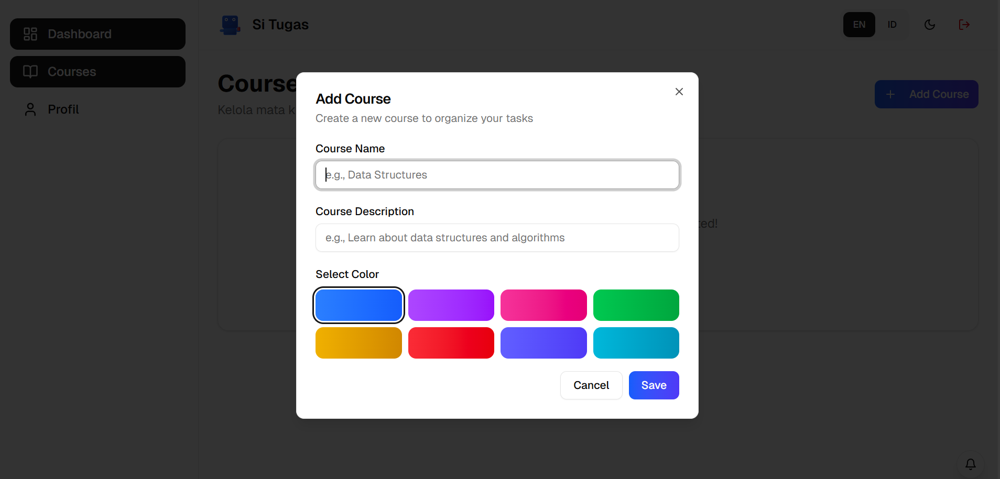 Dashboard
Courses
Profil
Si Tugas
EN
ID
Course
Kelola mata k
Add Course
Add Course
Create a new course to organize your tasks
Course Name
e.g., Data Structures
Course Description
e.g., Learn about data structures and algorithms
ted!
Select Color
Cancel
Save